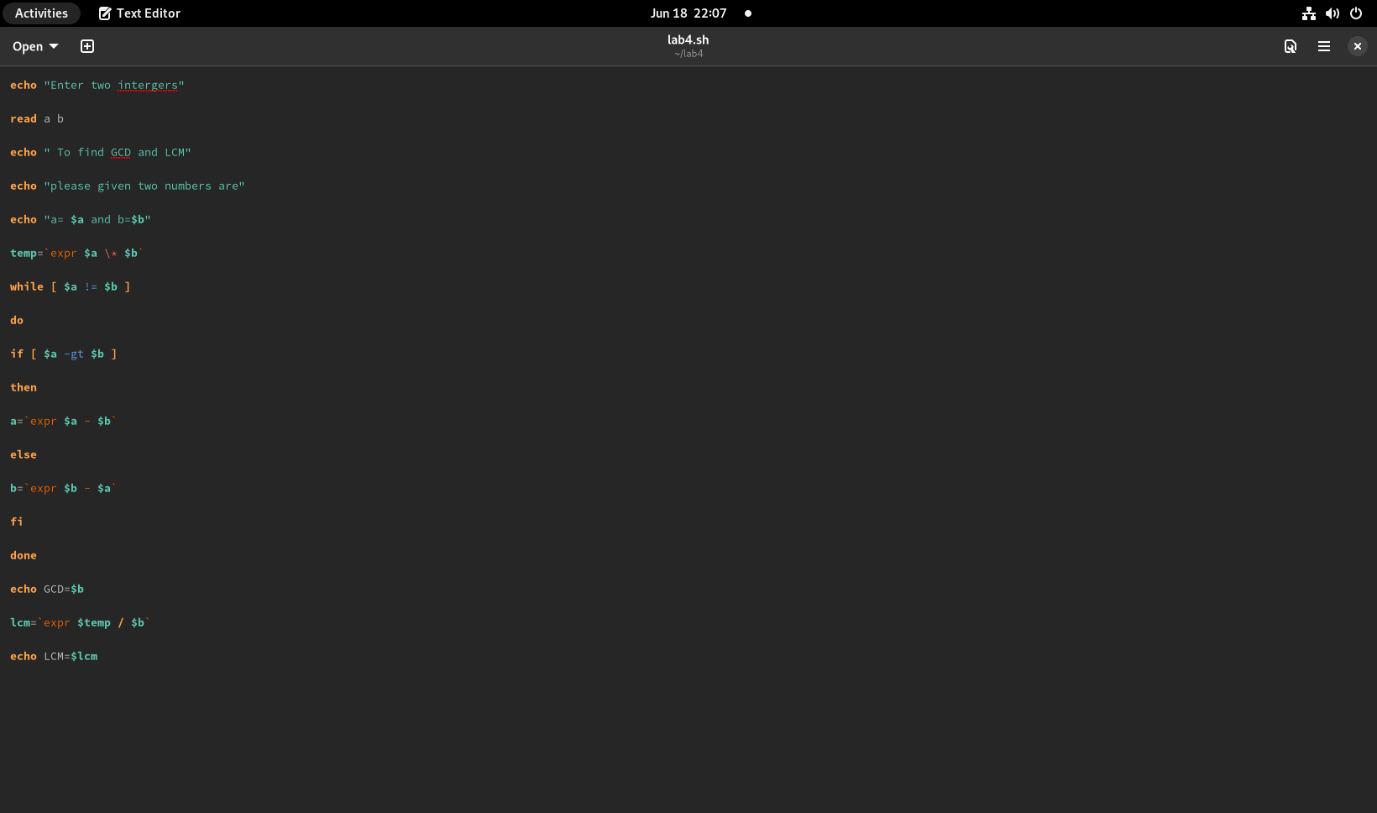 Activities Text Editor Jun 18 22:07
Open lab4.sh
~/lab4
echo "Enter two intergers"
read a b
echo " To find GCD and LCM"
echo "please given two numbers are"
echo "a= $a and b=$b"
temp=`expr $a \* $b`
while [ $a != $b ]
do
if [ $a -gt $b ]
then
a=`expr $a - $b`
else
b=`expr $b - $a`
fi
done
echo GCD=$b
lcm=`expr $temp / $b`
echo LCM=$lcm